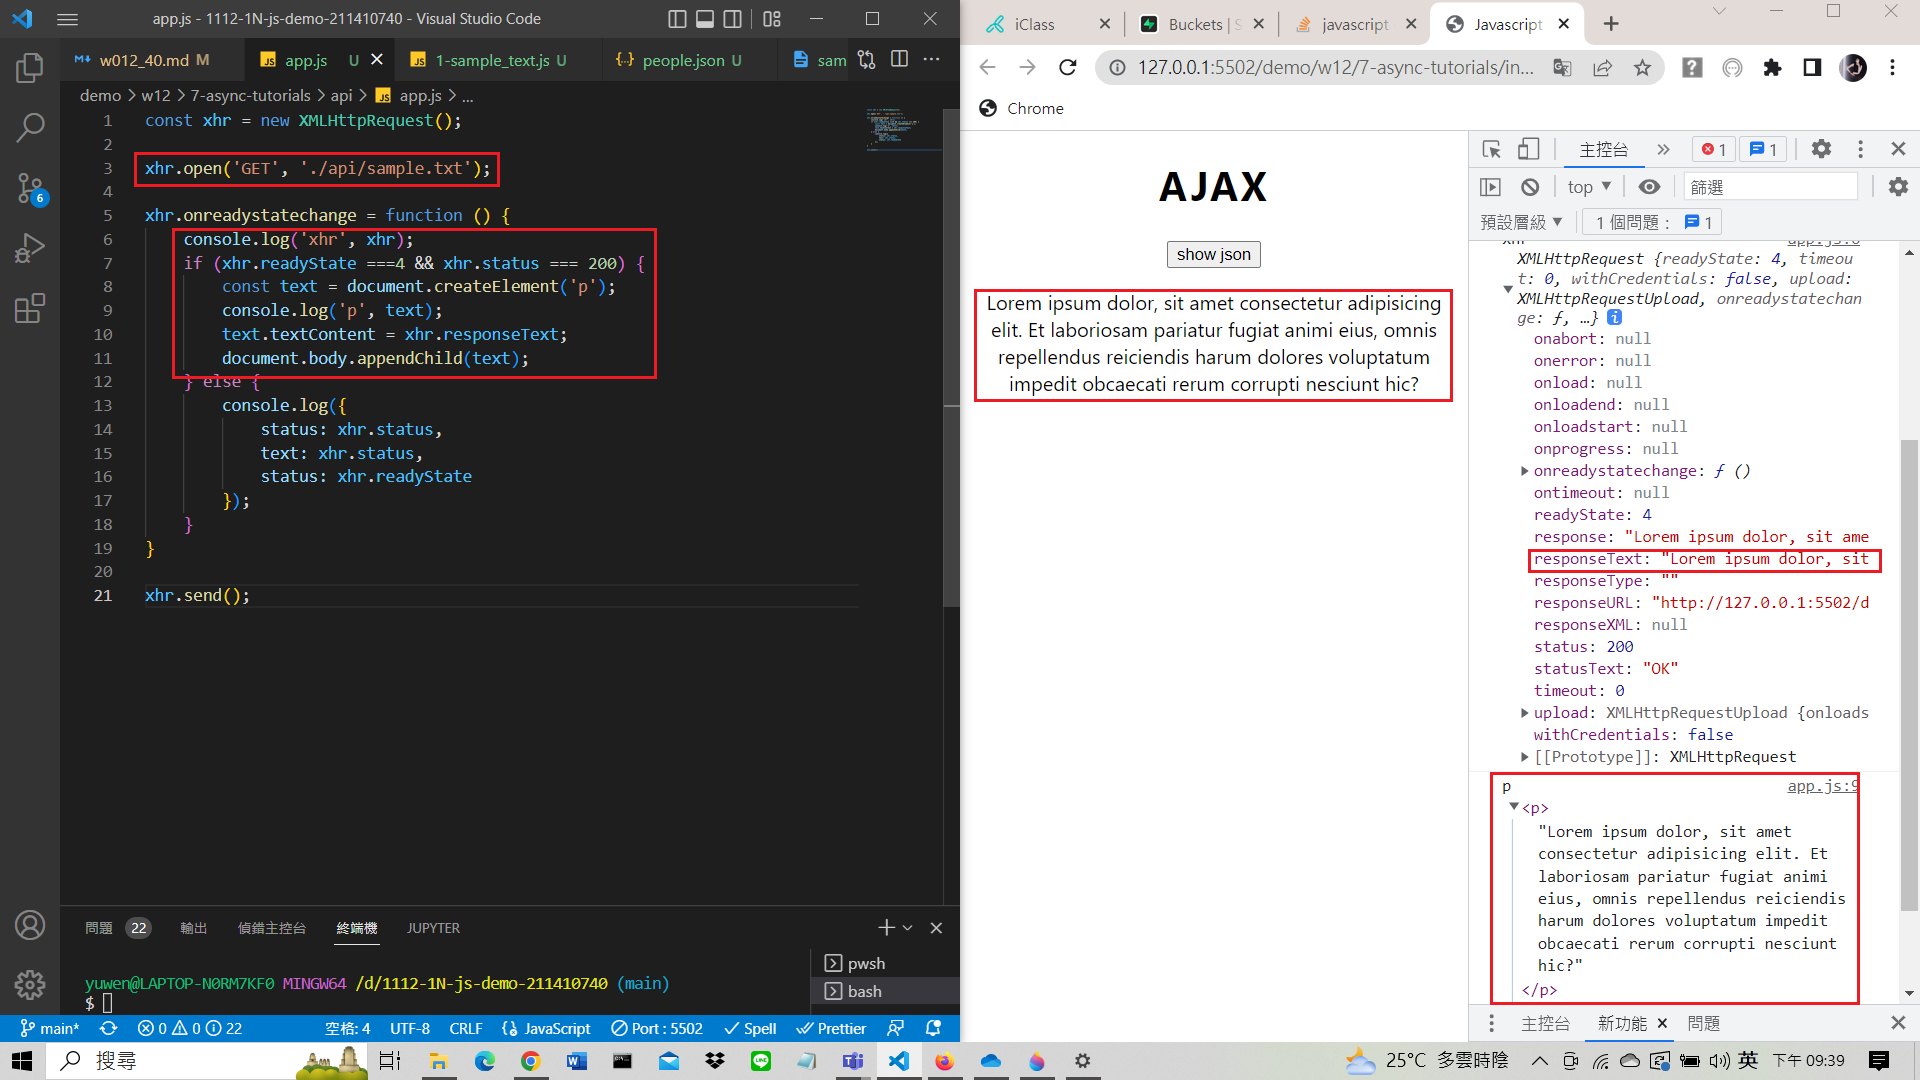 app.js - 1112-1N-js-demo-211410740 - Visual Studio Code
w012_40.md M
app.js U
1-sample_text.js U
people.json U
sam
demo > w12 > 7-async-tutorials > api > app.js > ...
1 const xhr = new XMLHttpRequest();
2
3 xhr.open('GET', './api/sample.txt');
4
5 xhr.onreadystatechange = function () {
6 console.log('xhr', xhr);
7 if (xhr.readyState ===4 && xhr.status === 200) {
8 const text = document.createElement('p');
9 console.log('p', text);
10 text.textContent = xhr.responseText;
11 document.body.appendChild(text);
12 } else {
13 console.log({
14 status: xhr.status,
15 text: xhr.status,
16 status: xhr.readyState
17 });
18 }
19 }
20
21 xhr.send();
問題 22 輸出 偵錯主控台 終端機 JUPYTER
pwsh
bash
yuwen@LAPTOP-N0RM7KF0 MINGW64 /d/1112-1N-js-demo-211410740 (main)
$
6
main* 0 0 22 空格: 4 UTF-8 CRLF JavaScript Port : 5502 Spell Prettier
iClass
Buckets | S
javascript
Javascript
127.0.0.1:5502/demo/w12/7-async-tutorials/in...
Chrome
AJAX
show json
Lorem ipsum dolor, sit amet consectetur adipisicing
elit. Et laboriosam pariatur fugiat animi eius, omnis
repellendus reiciendis harum dolores voluptatum
impedit obcaecati rerum corrupti nesciunt hic?
主控台 » 1 1
top 篩選
預設層級 1 個問題： 1
xhr app.js:6
XMLHttpRequest {readyState: 4, timeou
t: 0, withCredentials: false, upload:
XMLHttpRequestUpload, onreadystatechan
ge: ƒ, …}
onabort: null
onerror: null
onload: null
onloadend: null
onloadstart: null
onprogress: null
onreadystatechange: ƒ ()
ontimeout: null
readyState: 4
response: "Lorem ipsum dolor, sit ame
responseText: "Lorem ipsum dolor, sit
responseType: ""
responseURL: "http://127.0.0.1:5502/d
responseXML: null
status: 200
statusText: "OK"
timeout: 0
upload: XMLHttpRequestUpload {onloads
withCredentials: false
[[Prototype]]: XMLHttpRequest
p app.js:9
<p>
"Lorem ipsum dolor, sit amet
consectetur adipisicing elit. Et
laboriosam pariatur fugiat animi
eius, omnis repellendus reiciendis
harum dolores voluptatum impedit
obcaecati rerum corrupti nesciunt
hic?"
</p>
主控台 新功能 問題
搜尋
25°C 多雲時陰 英 下午 09:39